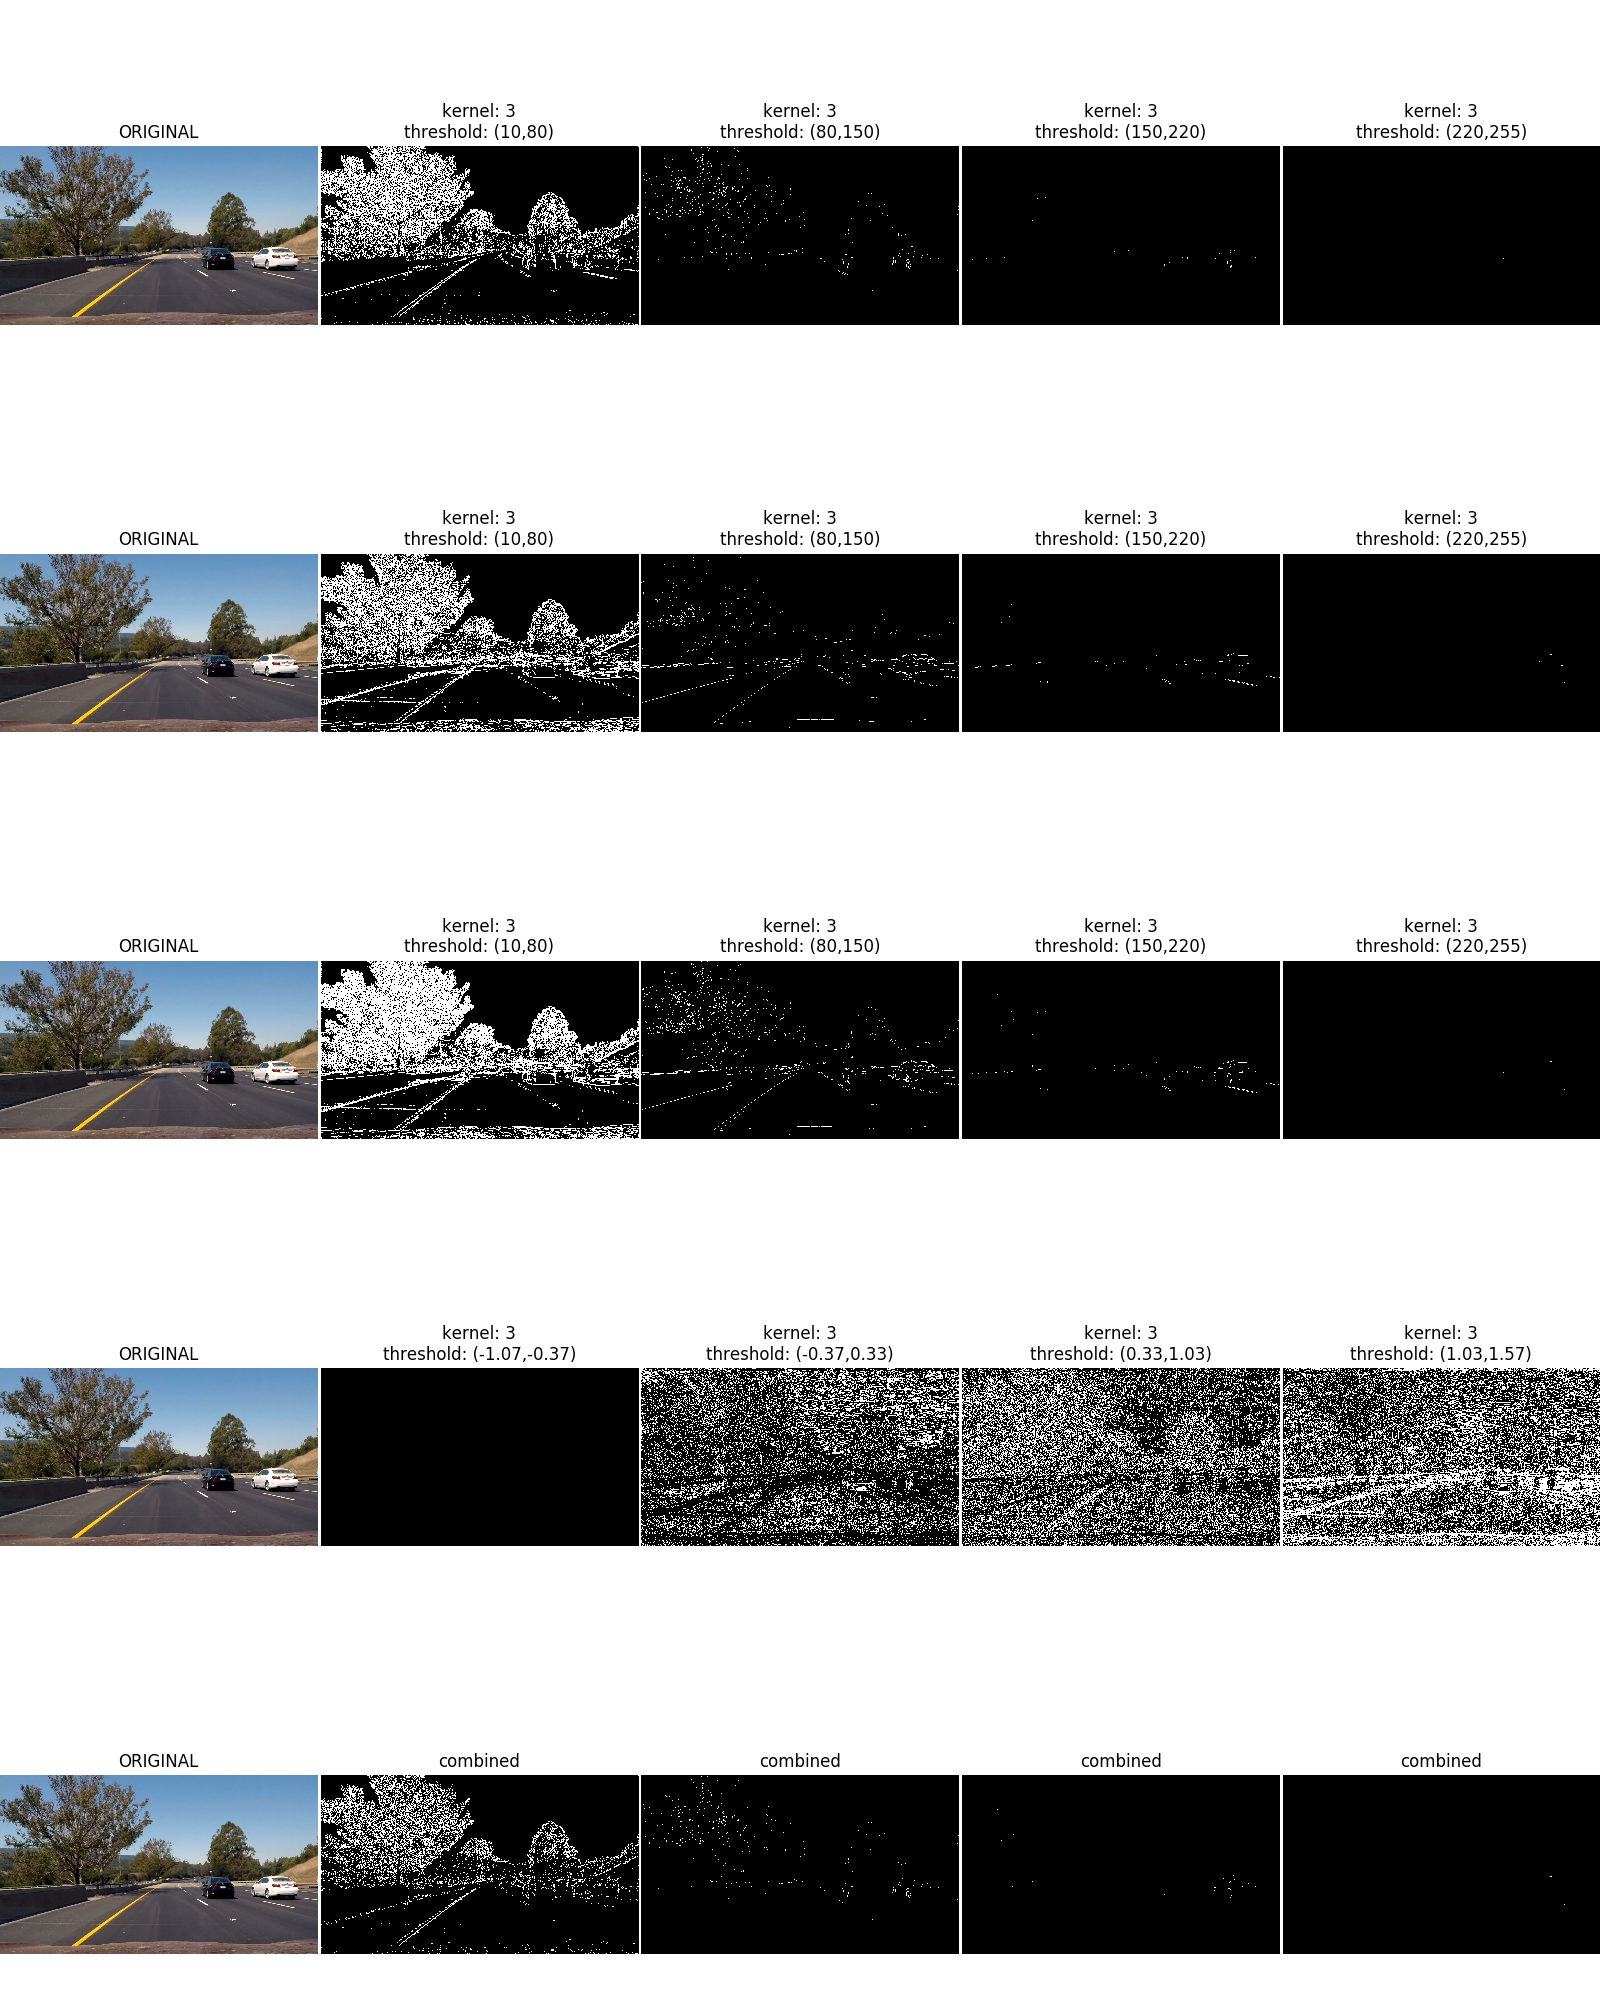 kernel: 3
kernel: 3
kernel: 3
kernel: 3
ORIGINAL
threshold: (10,80)
threshold: (80,150)
threshold: (150,220)
threshold: (220,255)
kernel: 3
kernel: 3
kernel: 3
kernel: 3
ORIGINAL
threshold: (10,80)
threshold: (80,150)
threshold: (150,220)
threshold: (220,255)
kernel: 3
kernel: 3
kernel: 3
kernel: 3
ORIGINAL
threshold: (10,80)
threshold: (80,150)
threshold: (150,220)
threshold: (220,255)
kernel: 3
kernel: 3
kernel: 3
kernel: 3
ORIGINAL
threshold: (-1.07,-0.37)
threshold: (-0.37,0.33)
threshold: (0.33,1.03)
threshold: (1.03,1.57)
ORIGINAL
combined
combined
combined
combined